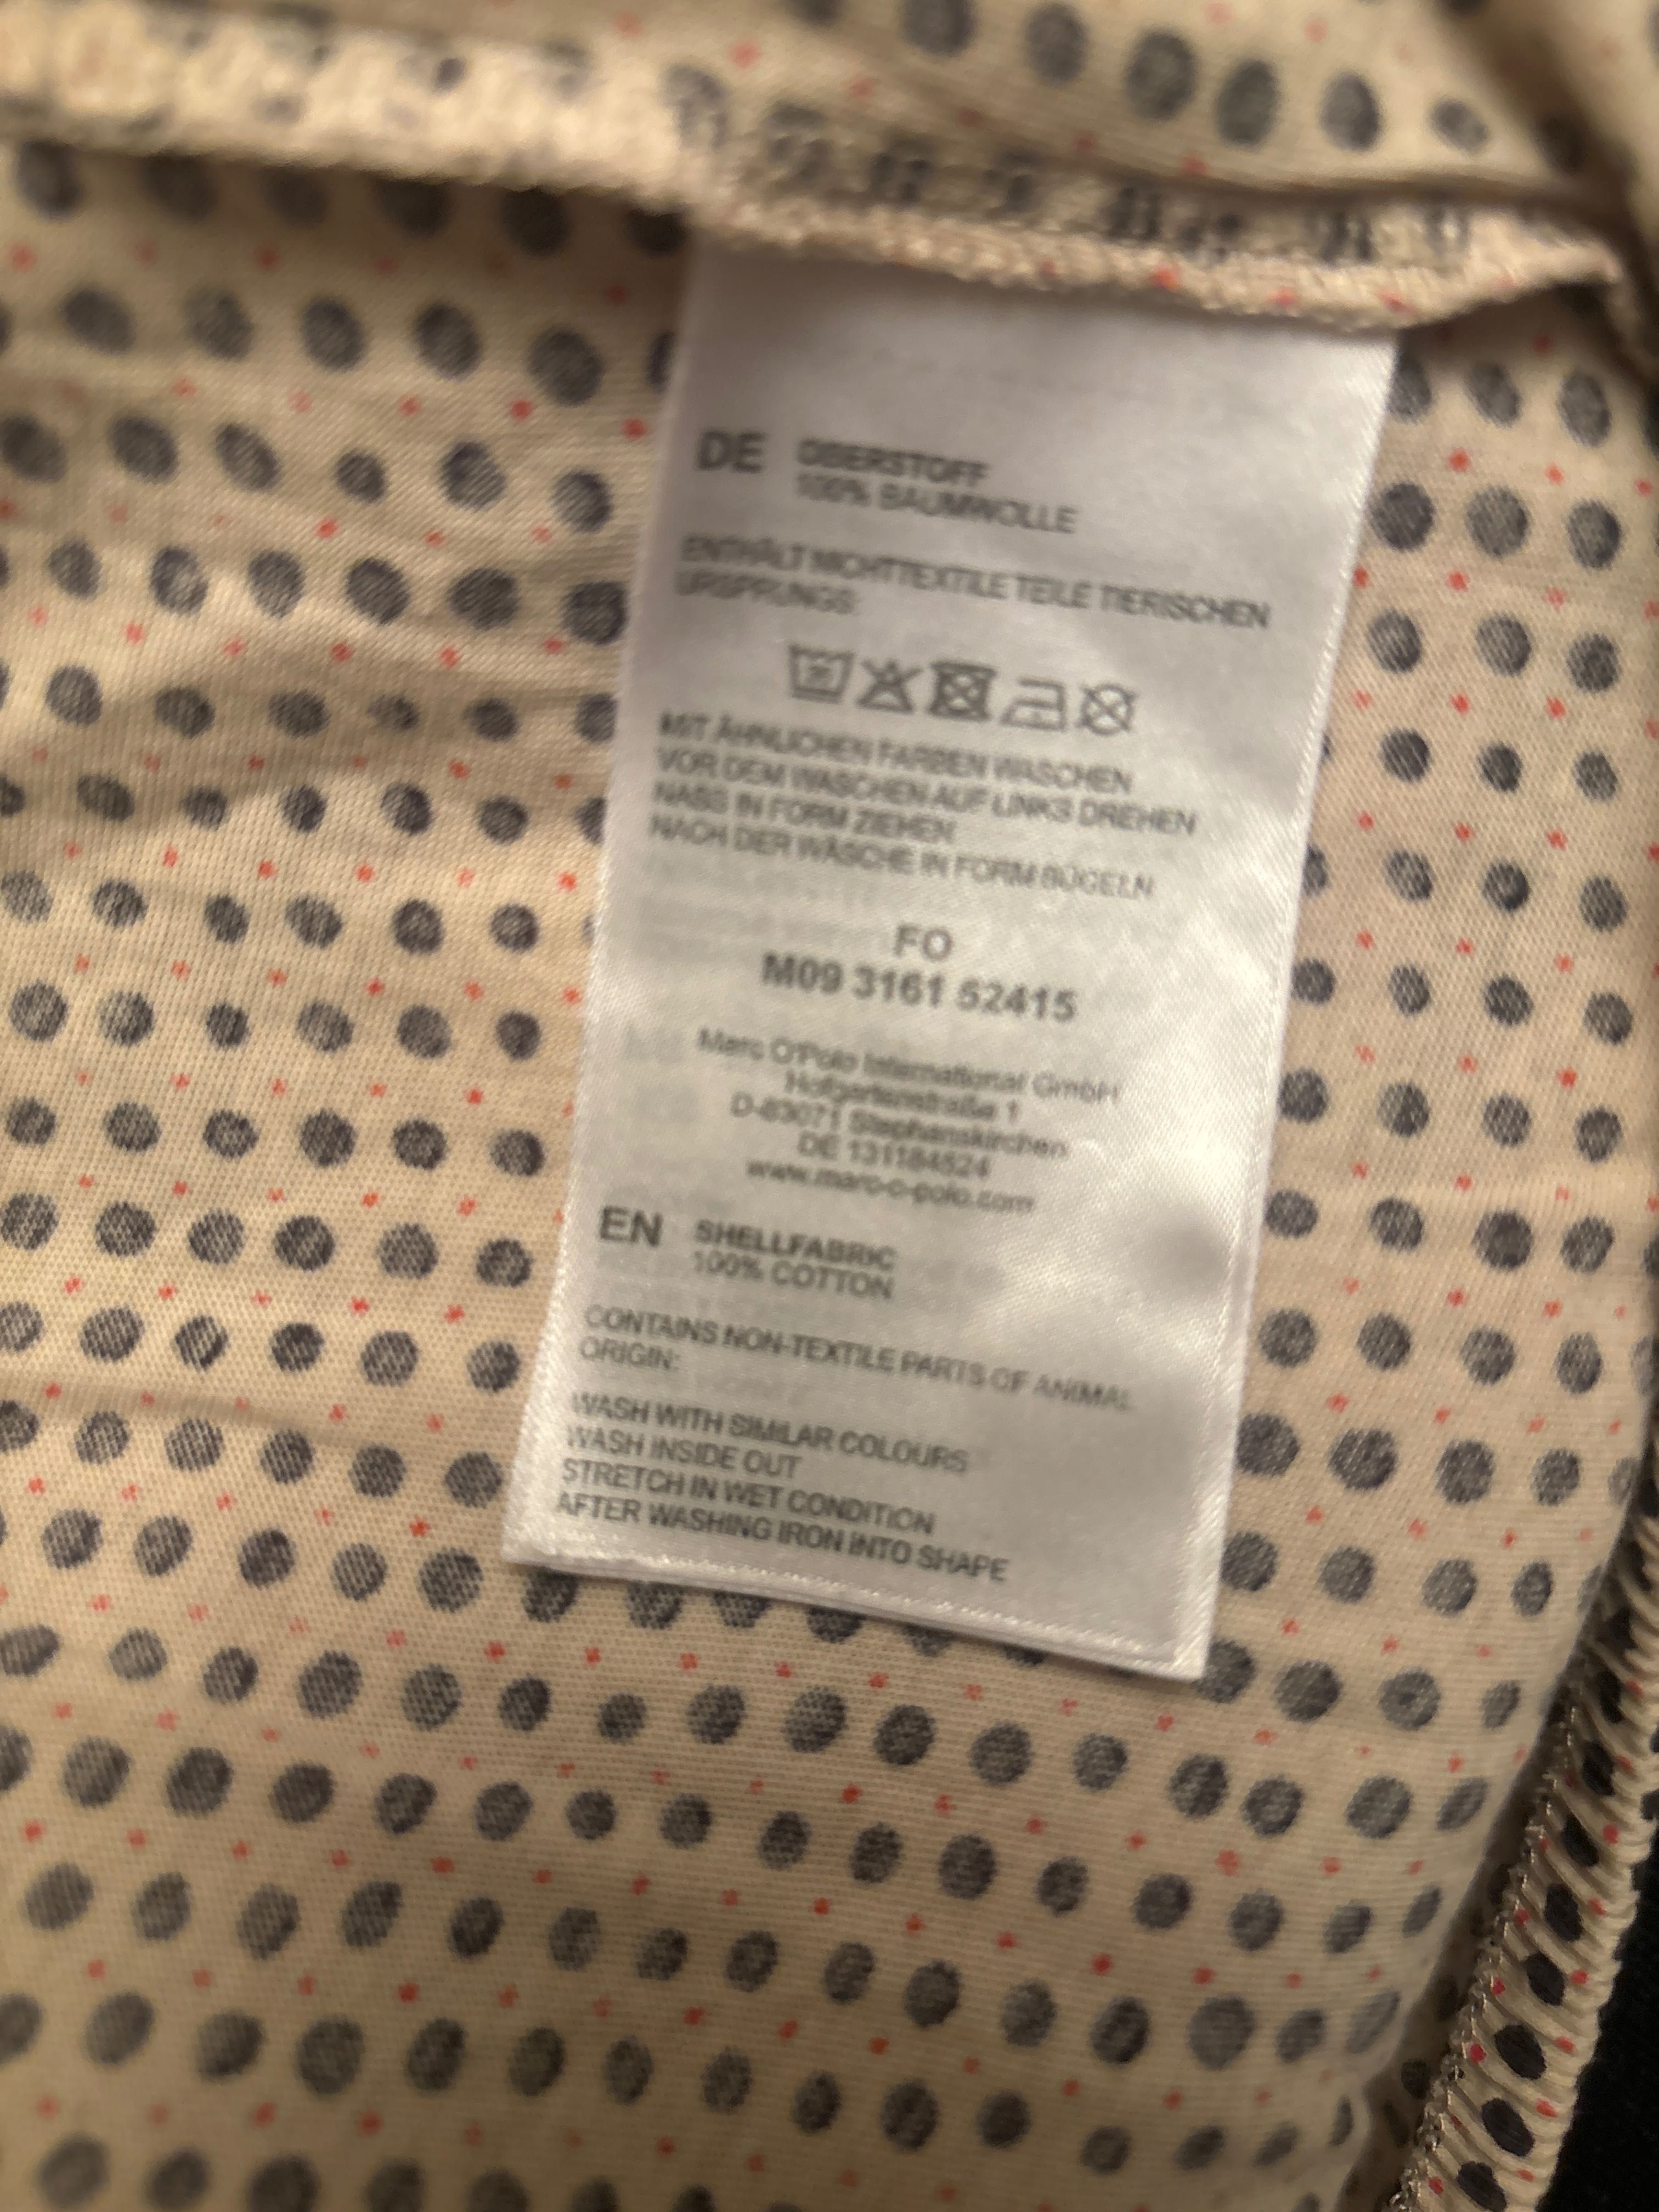 DE OBERSTOFF
100% BAUMWOLLE
ENTHÄLT NICHTTEXTILE TEILE TIERISCHEN
URSPRUNGS:
MIT ÄHNLICHEN FARBEN WASCHEN
VOR DEM WASCHEN AUF LINKS DREHEN
NASS IN FORM ZIEHEN
NACH DER WÄSCHE IN FORM BÜGELN
FO
M09 3161 52415
Marc O'Polo International GmbH
Hofgartenstraße 1
D-83071 Stephanskirchen
DE 131184524
www.marc-o-polo.com
EN SHELLFABRIC
100% COTTON
CONTAINS NON-TEXTILE PARTS OF ANIMAL
ORIGIN:
WASH WITH SIMILAR COLOURS
WASH INSIDE OUT
STRETCH IN WET CONDITION
AFTER WASHING IRON INTO SHAPE